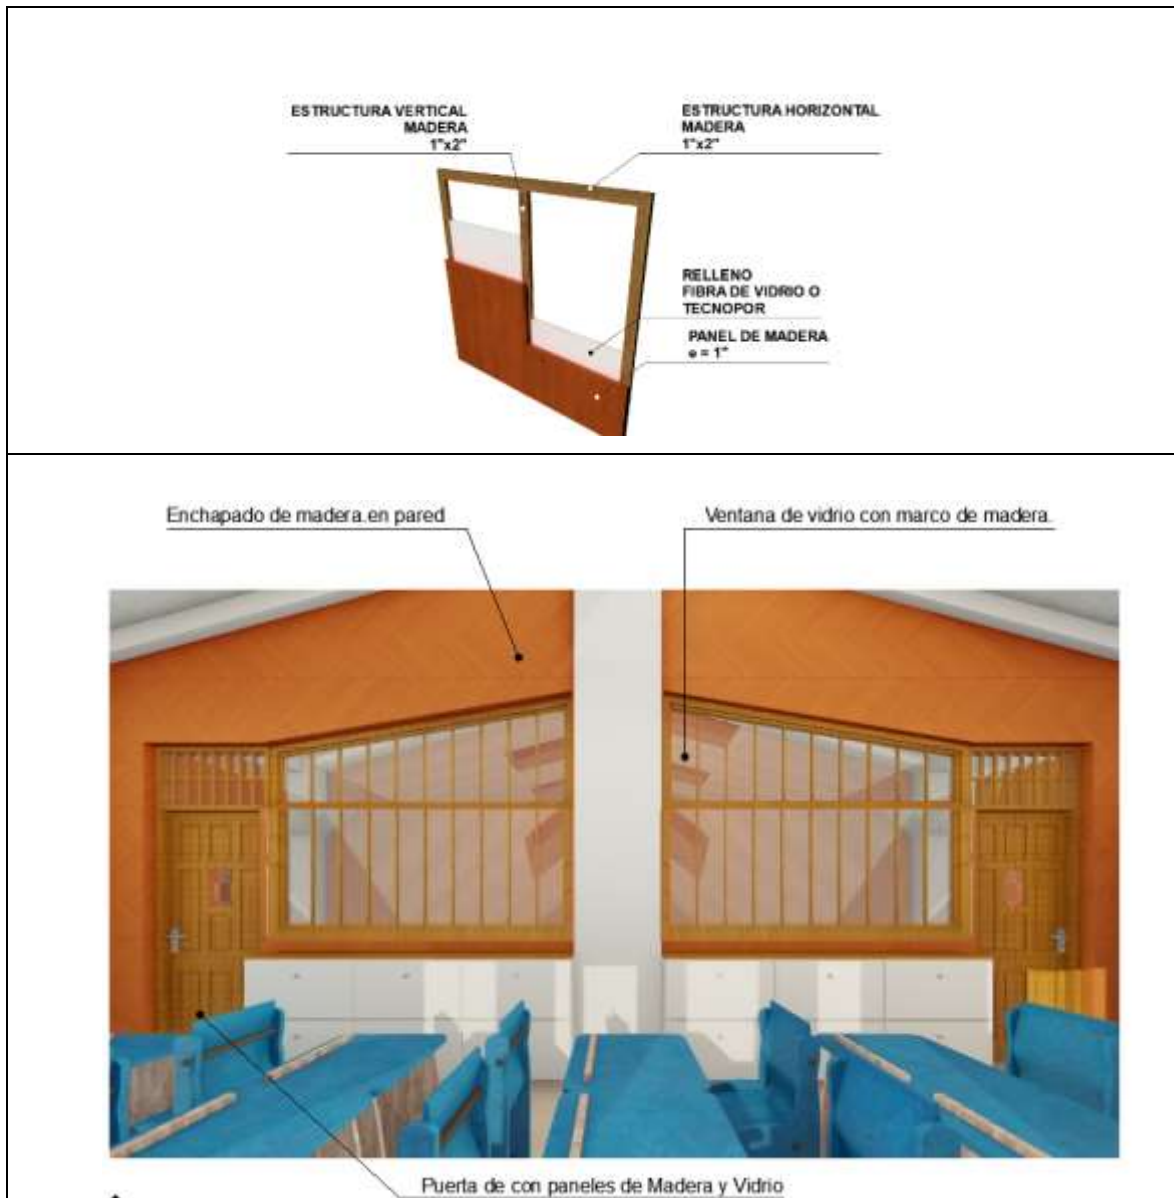 ESTRUCTURA VERTICAL
MADERA
1"x2"
ESTRUCTURA HORIZONTAL
MADERA
1"x2"
RELLENO
FIBRA DE VIDRIO O
TECNOPOR
PANEL DE MADERA
e = 1"
Enchapado de madera.en pared
Ventana de vidrio con marco de madera.
Puerta de con paneles de Madera y Vidrio